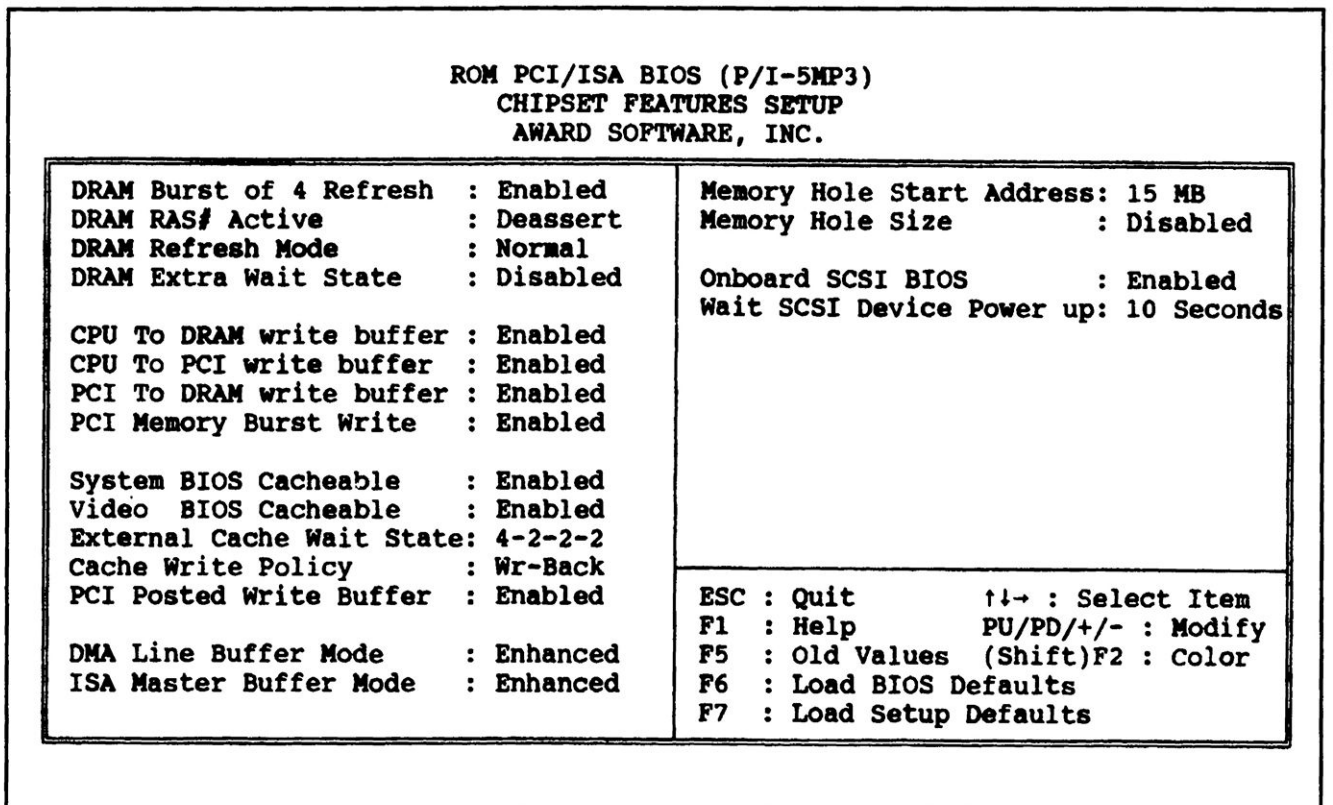 ROM PCI/ISA BIOS (P/I-5MP3)
CHIPSET FEATURES SETUP
AWARD SOFTWARE, INC.
DRAM Burst of 4 Refresh : Enabled
DRAM RAS# Active : Deassert
DRAM Refresh Mode : Normal
DRAM Extra Wait State : Disabled
CPU To DRAM write buffer : Enabled
CPU To PCI write buffer : Enabled
PCI To DRAM write buffer : Enabled
PCI Memory Burst Write : Enabled
System BIOS Cacheable : Enabled
Video BIOS Cacheable : Enabled
External Cache Wait State: 4-2-2-2
Cache Write Policy : Wr-Back
PCI Posted Write Buffer : Enabled
DMA Line Buffer Mode : Enhanced
ISA Master Buffer Mode : Enhanced
Memory Hole Start Address: 15 MB
Memory Hole Size : Disabled
Onboard SCSI BIOS : Enabled
Wait SCSI Device Power up: 10 Seconds
ESC : Quit ↑↓→ : Select Item
F1 : Help PU/PD/+/- : Modify
F5 : Old Values (Shift)F2 : Color
F6 : Load BIOS Defaults
F7 : Load Setup Defaults